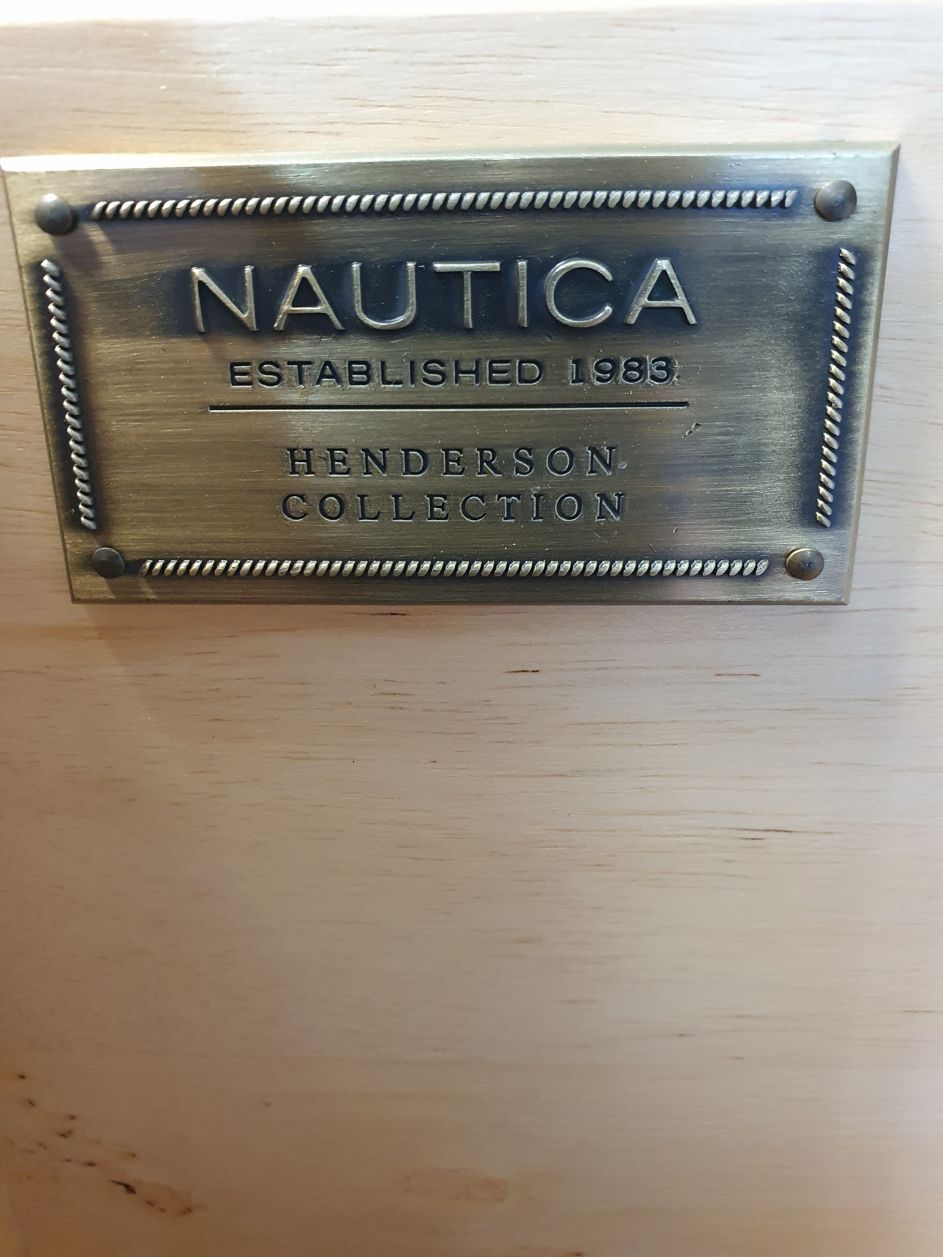 NAUTICA
ESTABLISHED 1983
HENDERSON
COLLECTION